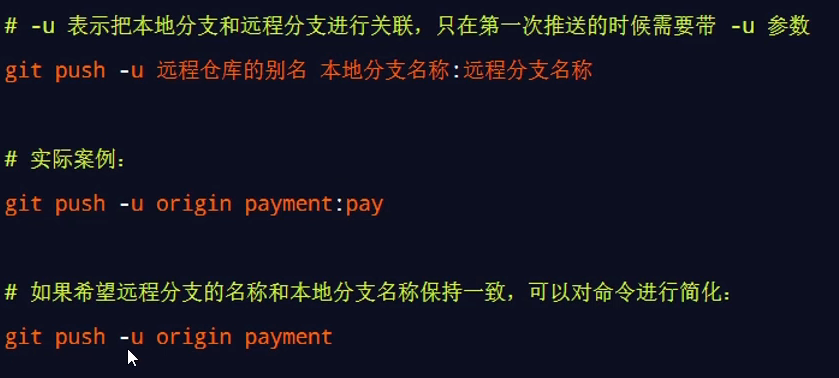 # -u 表示把本地分支和远程分支进行关联，只在第一次推送的时候需要带 -u 参数
git push -u 远程仓库的别名 本地分支名称:远程分支名称
# 实际案例：
git push -u origin payment:pay
# 如果希望远程分支的名称和本地分支名称保持一致，可以对命令进行简化：
git push -u origin payment